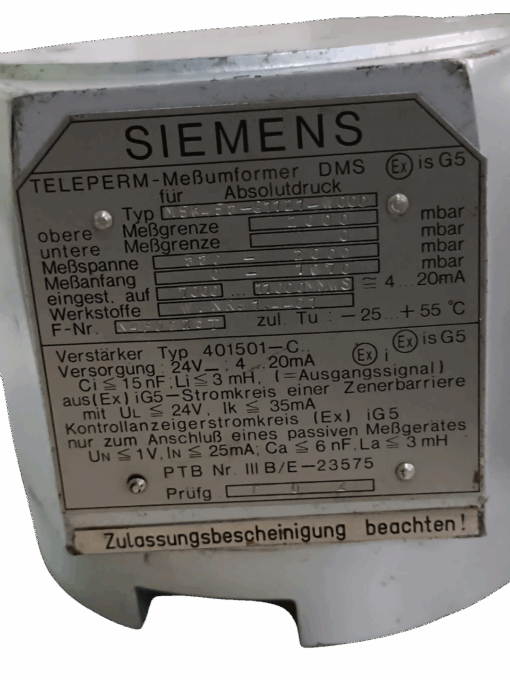 SIEMENS
TELEPERM-Meßumformer DMS Ex is G5
für Absolutdruck
Typ
obere Meßgrenze mbar
untere Meßgrenze mbar
Meßspanne mbar
Meßanfang mbar
eingest. auf ... ≙ 4...20mA
Werkstoffe
F-Nr. zul. Tu : -25...+55 °C
Verstärker Typ 401501-C.. Ex i Ex is G5
Versorgung: 24V—; 4...20mA
Ci ≦ 15 nF; Li ≦ 3 mH, (=Ausgangssignal)
aus(Ex) iG5-Stromkreis einer Zenerbarriere
mit UL ≦ 24V, Ik ≦ 35mA
Kontrollanzeigerstromkreis (Ex) iG5
nur zum Anschluß eines passiven Meßgerätes
UN ≦ 1V, IN ≦ 25mA; Ca ≦ 6 nF, La ≦ 3 mH
PTB Nr. III B/E-23575
Prüfg
Zulassungsbescheinigung beachten!